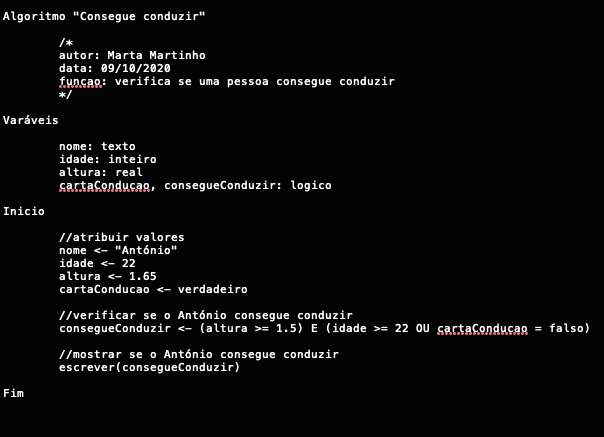 Algoritmo "Consegue conduzir"
/*
autor: Marta Martinho
data: 09/10/2020
funcao: verifica se uma pessoa consegue conduzir
*/
Varáveis
nome: texto
idade: inteiro
altura: real
cartaConducao, consegueConduzir: logico
Inicio
//atribuir valores
nome <- "António"
idade <- 22
altura <- 1.65
cartaConducao <- verdadeiro
//verificar se o António consegue conduzir
consegueConduzir <- (altura >= 1.5) E (idade >= 22 OU cartaConducao = falso)
//mostrar se o António consegue conduzir
escrever(consegueConduzir)
Fim